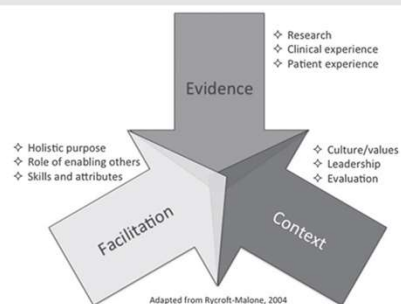 ✧ Research
✧ Clinical experience
✧ Patient experience
Evidence
✧ Holistic purpose
✧ Role of enabling others
✧ Skills and attributes
✧ Culture/values
✧ Leadership
✧ Evaluation
Facilitation
Context
Adapted from Rycroft-Malone, 2004